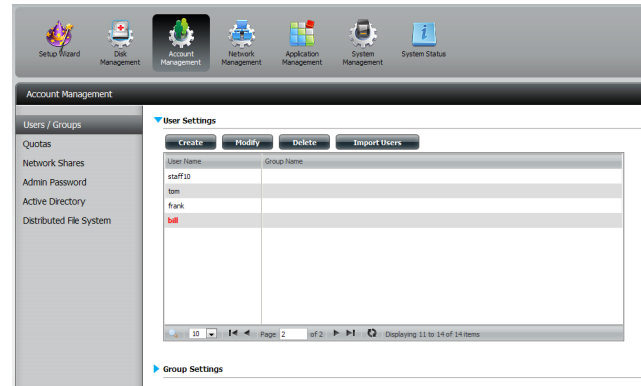 Setup Wizard
Disk Management
Account Management
Network Management
Application Management
System Management
System Status
Account Management
Users / Groups
Quotas
Network Shares
Admin Password
Active Directory
Distributed File System
User Settings
Create Modify Delete Import Users
User Name Group Name
staff10
tom
frank
bill
10 Page 2 of 2 Displaying 11 to 14 of 14 items
Group Settings